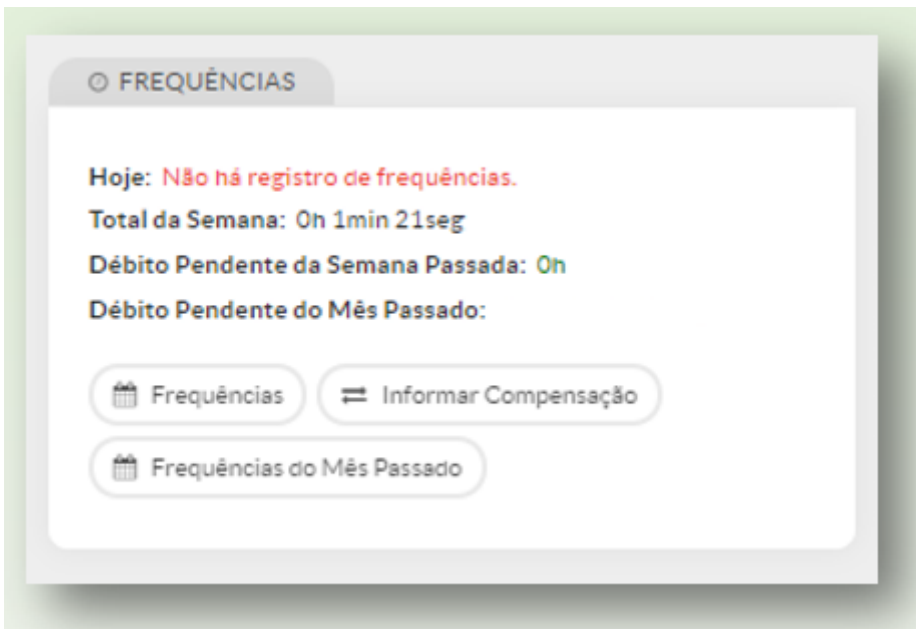 FREQUÊNCIAS
Hoje: Não há registro de frequências.
Total da Semana: 0h 1min 21seg
Débito Pendente da Semana Passada: 0h
Débito Pendente do Mês Passado:
Frequências Informar Compensação
Frequências do Mês Passado